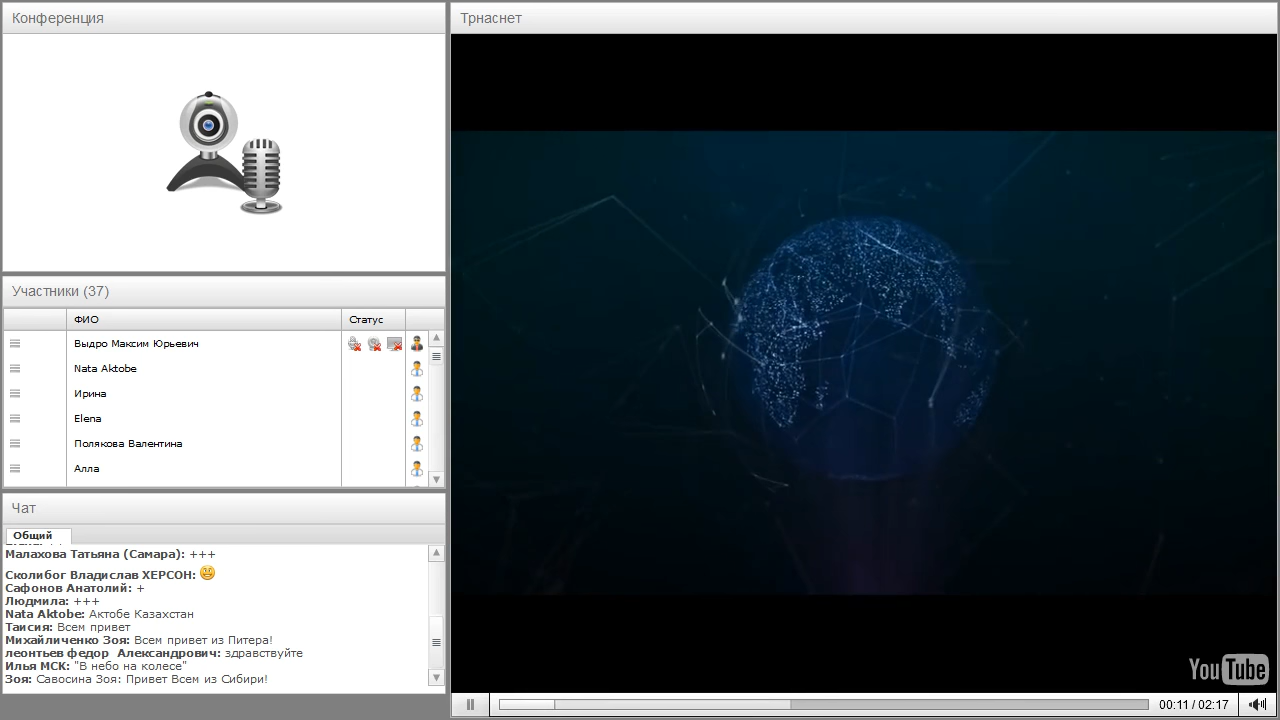 Конференция
Трнаснет
Участники (37)
ФИО Статус
Выдро Максим Юрьевич
Nata Aktobe
Ирина
Elena
Полякова Валентина
Алла
Чат
Общий
Малахова Татьяна (Самара): +++
Сколибог Владислав ХЕРСОН:
Сафонов Анатолий: +
Людмила: +++
Nata Aktobe: Актобе Казахстан
Таисия: Всем привет
Михайличенко Зоя: Всем привет из Питера!
леонтьев федор Александрович: здравствуйте
Илья МСК: "В небо на колесе"
Зоя: Савосина Зоя: Привет Всем из Сибири!
YouTube
00:11 / 02:17